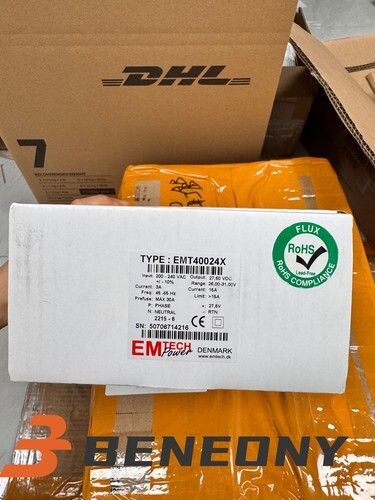 DHL
7
TYPE : EMT40024X
Input: 200 - 240 VAC Output: 27,60 VDC
+/- 10% Range: 26,00-31,00V
Current: 3A Current: 15A
Freq: 45 -65 Hz Limit: >15A
Prefuse: MAX 30A
P: PHASE +: 27,6V
N: NEUTRAL -: RTN
2215 - 6
SN: 50706714216
EMTECH Power DENMARK
www.emtech.dk
FLUX
RoHS
Lead-Free
RoHS COMPLIANCE
BENEONY